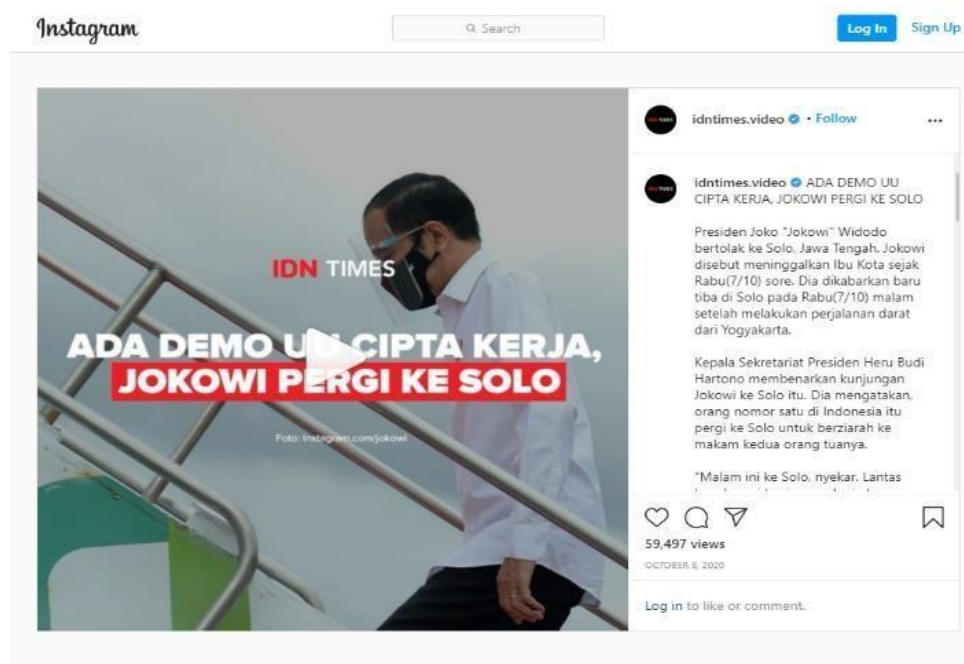 Instagram
Search
Log In
Sign Up
IDN TIMES
ADA DEMO UU CIPTA KERJA,
JOKOWI PERGI KE SOLO
Foto: instagram.com/jokowi
idntimes.video • Follow
idntimes.video ADA DEMO UU
CIPTA KERJA, JOKOWI PERGI KE SOLO
Presiden Joko "Jokowi" Widodo
bertolak ke Solo, Jawa Tengah. Jokowi
disebut meninggalkan Ibu Kota sejak
Rabu(7/10) sore. Dia dikabarkan baru
tiba di Solo pada Rabu(7/10) malam
setelah melakukan perjalanan darat
dari Yogyakarta.
Kepala Sekretariat Presiden Heru Budi
Hartono membenarkan kunjungan
Jokowi ke Solo itu. Dia mengatakan,
orang nomor satu di Indonesia itu
pergi ke Solo untuk berziarah ke
makam kedua orang tuanya.
"Malam ini ke Solo, nyekar. Lantas
59,497 views
OCTOBER 8, 2020
Log in to like or comment.